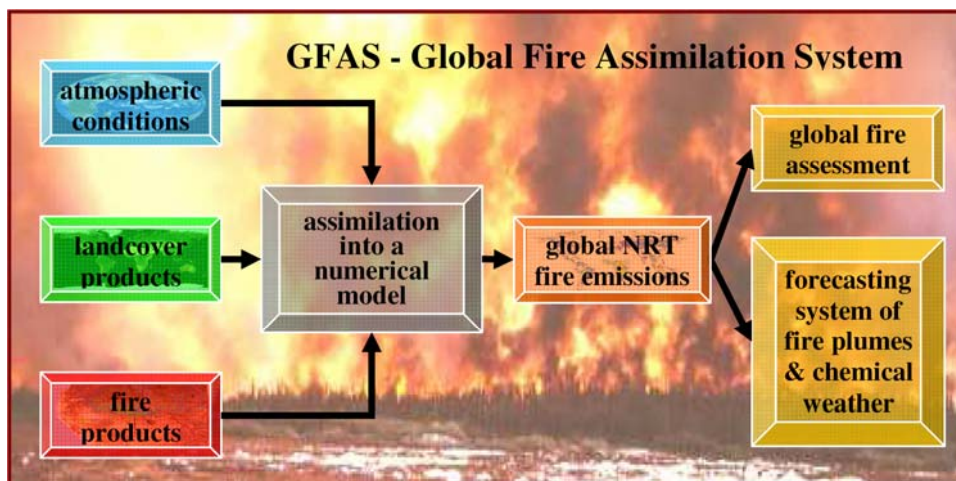 GFAS - Global Fire Assimilation System
atmospheric
conditions
landcover
products
fire
products
assimilation
into a
numerical
model
global NRT
fire emissions
global fire
assessment
forecasting
system of
fire plumes
& chemical
weather